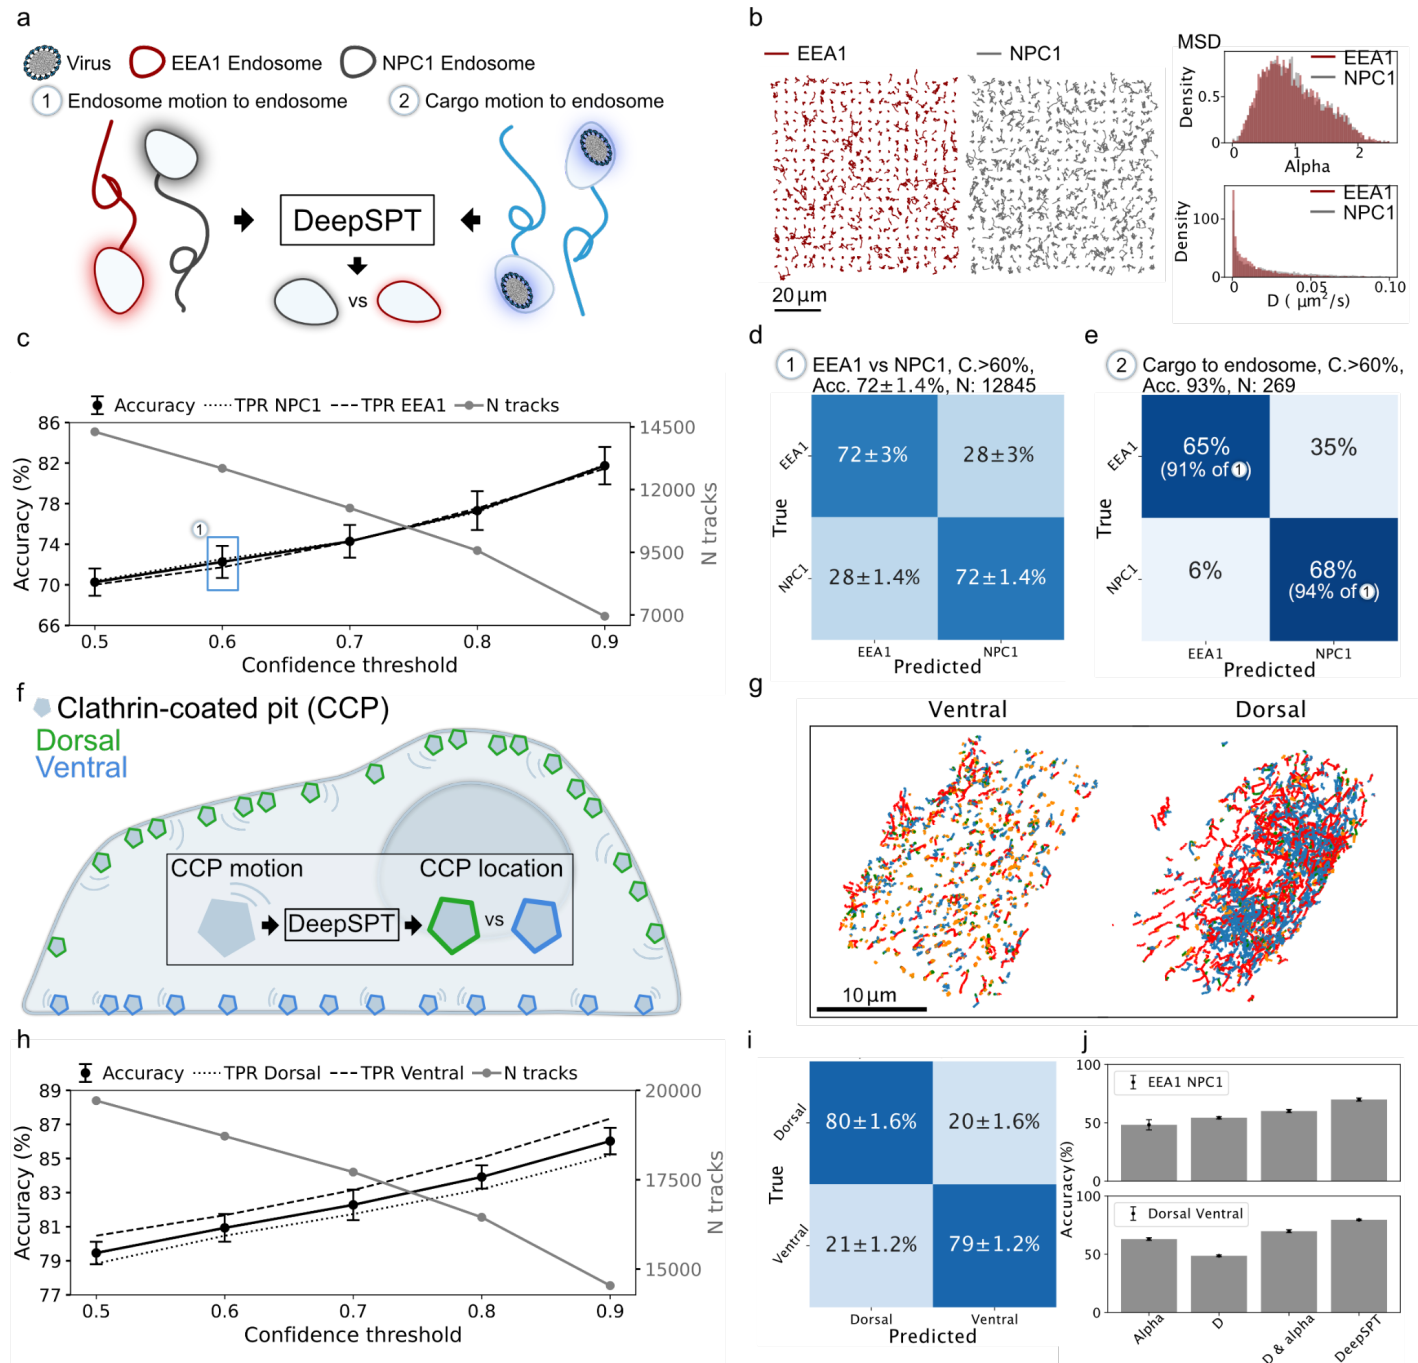 a
Virus
EEA1 Endosome
NPC1 Endosome
1 Endosome motion to endosome
2 Cargo motion to endosome
DeepSPT
vs
b
EEA1
NPC1
20 μm
MSD
EEA1
NPC1
Density
0.5
0
0
1
2
Alpha
EEA1
NPC1
Density
100
0
0
0.05
0.10
D ( μm²/s)
c
Accuracy
TPR NPC1
TPR EEA1
N tracks
Accuracy (%)
86
82
78
74
70
66
1
14500
12000
9500
7000
N tracks
0.5
0.6
0.7
0.8
0.9
Confidence threshold
d
1 EEA1 vs NPC1, C.>60%,
Acc. 72±1.4%, N: 12845
True
EEA1
NPC1
72±3%
28±3%
28±1.4%
72±1.4%
EEA1
NPC1
Predicted
e
2 Cargo to endosome, C.>60%,
Acc. 93%, N: 269
True
EEA1
NPC1
65%
(91% of 1)
35%
6%
68%
(94% of 1)
EEA1
NPC1
Predicted
f
Clathrin-coated pit (CCP)
Dorsal
Ventral
CCP motion
CCP location
DeepSPT
vs
g
Ventral
Dorsal
10 μm
h
Accuracy
TPR Dorsal
TPR Ventral
N tracks
Accuracy (%)
89
87
85
83
81
79
77
20000
17500
15000
N tracks
0.5
0.6
0.7
0.8
0.9
Confidence threshold
i
True
Dorsal
Ventral
80±1.6%
20±1.6%
21±1.2%
79±1.2%
Dorsal
Ventral
Predicted
j
Accuracy (%)
100
50
0
EEA1 NPC1
100
50
0
Dorsal Ventral
Alpha
D
D & alpha
DeepSPT